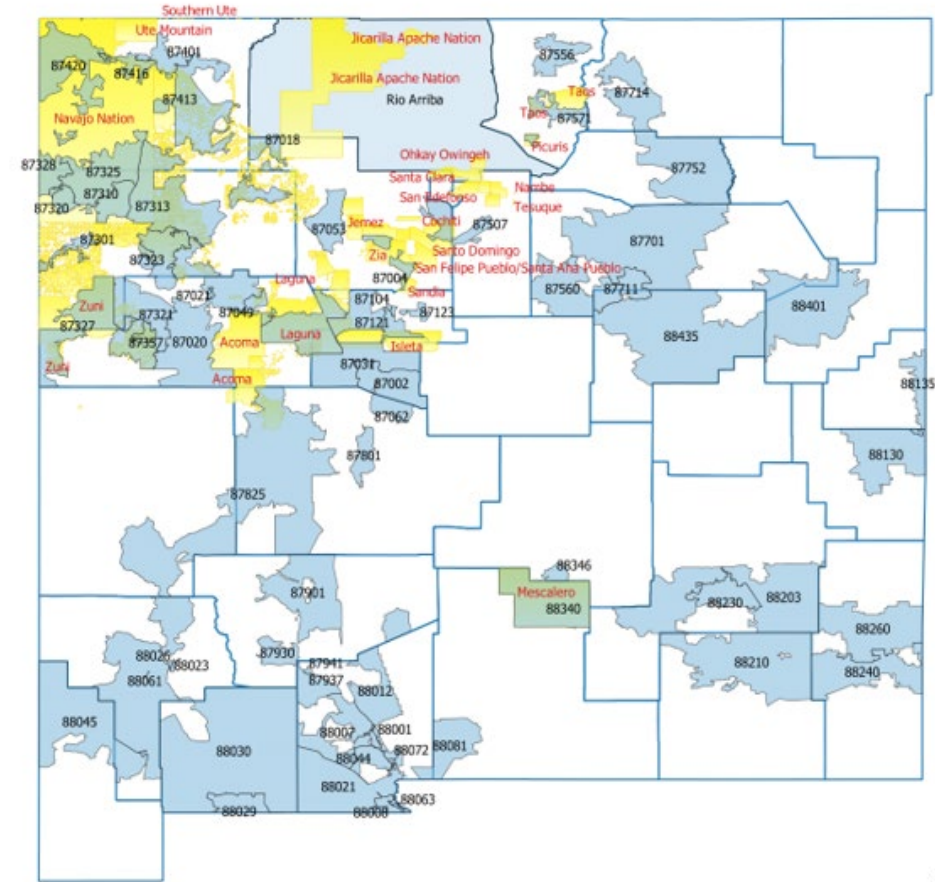 Southern Ute
Ute Mountain
87401
Jicarilla Apache Nation
87556
87420
87416
Jicarilla Apache Nation
Rio Arriba
87413
Taos
87714
Navajo Nation
Taos
87571
87018
Picuris
Ohkay Owingeh
87328
87325
Santa Clara
87752
87310
Nambe
87320
87313
San Ildefonso
Tesuque
Jemez
Cochiti
87507
87301
87053
87701
87323
Zia
Santo Domingo
San Felipe Pueblo/Santa Aha Pueblo
Laguna
87004
87021
Sandia
87560
87711
Zuni
87104
88401
87321
87049
87123
87327
87121
Laguna
88435
87357
87020
Acoma
Isleta
Zuni
87031
Acoma
87002
88135
87062
87801
88130
87825
88346
87901
Mescalero
88340
88230
88203
88260
87930
88026
88023
87941
88210
88061
87937
88240
88012
88045
88007
88001
88030
88072
88081
88044
88021
88063
88029
88008